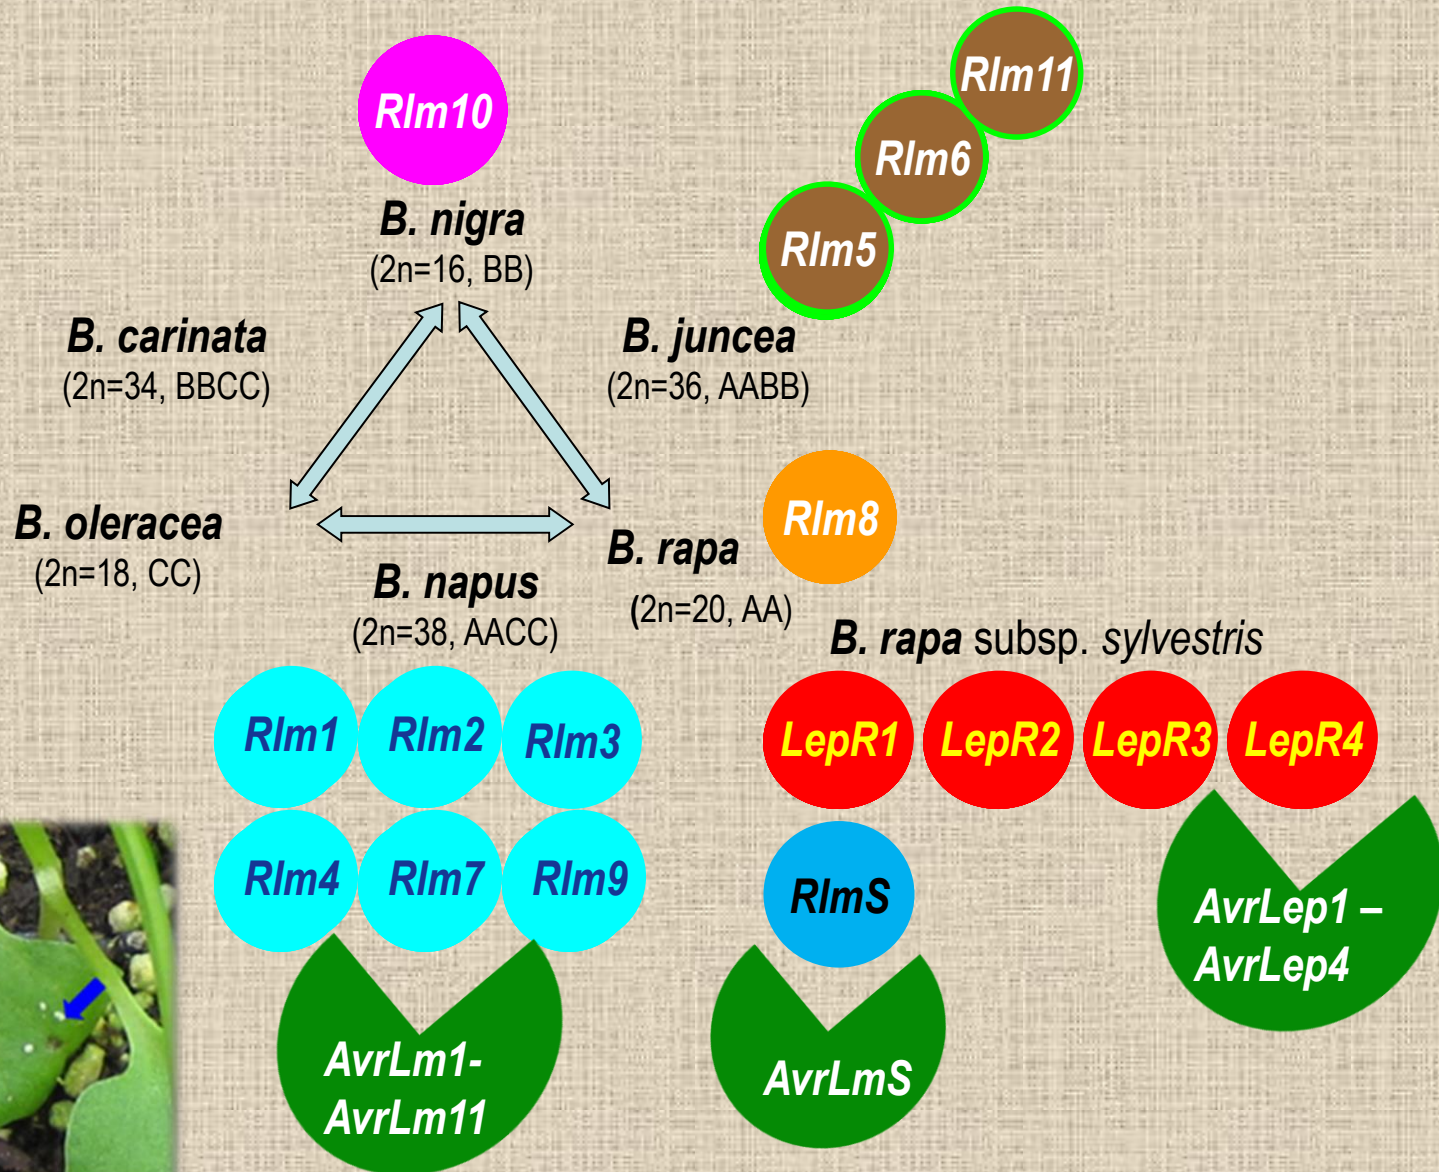 Rlm10
Rlm11
Rlm6
Rlm5
B. nigra
(2n=16, BB)
B. carinata
(2n=34, BBCC)
B. juncea
(2n=36, AABB)
B. oleracea
(2n=18, CC)
B. napus
(2n=38, AACC)
B. rapa
(2n=20, AA)
Rlm8
B. rapa subsp. sylvestris
Rlm1 Rlm2 Rlm3
Rlm4 Rlm7 Rlm9
LepR1 LepR2 LepR3 LepR4
RlmS
AvrLm1-
AvrLm11
AvrLmS
AvrLep1 –
AvrLep4